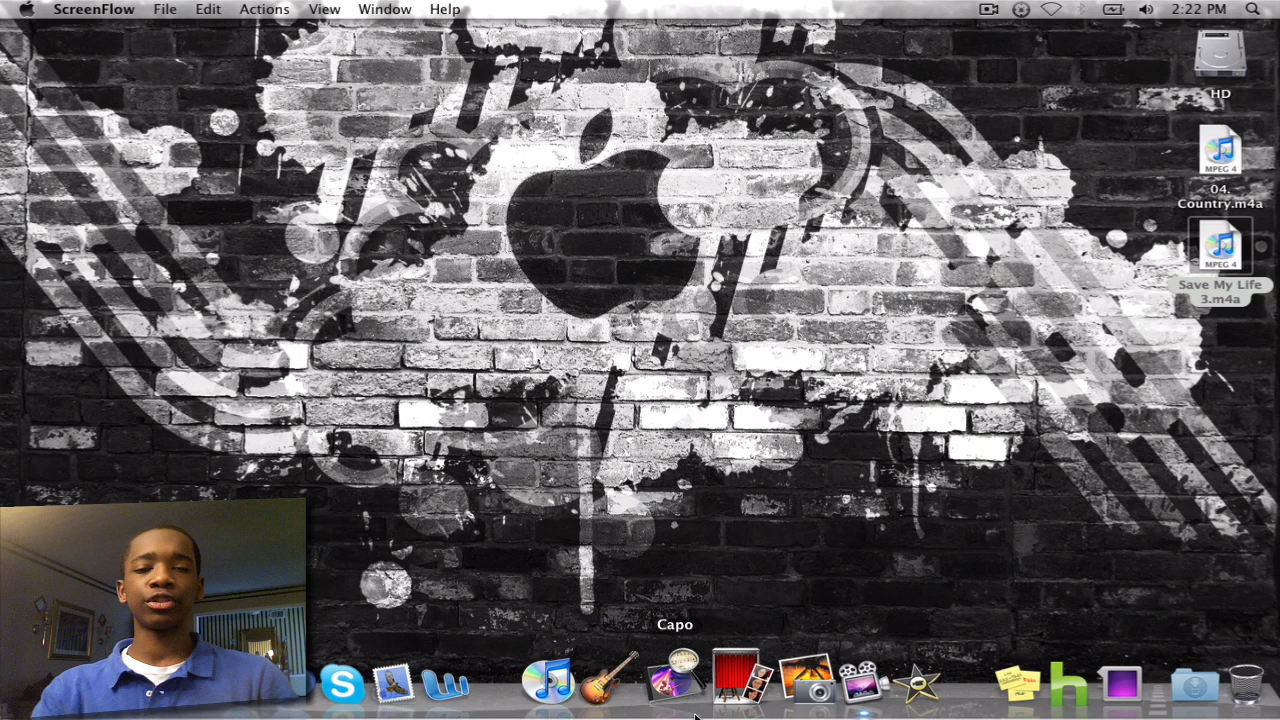 ScreenFlow File Edit Actions View Window Help 2:22 PM
HD
MPEG 4
04.
Country.m4a
MPEG 4
Save My Life
3.m4a
Capo